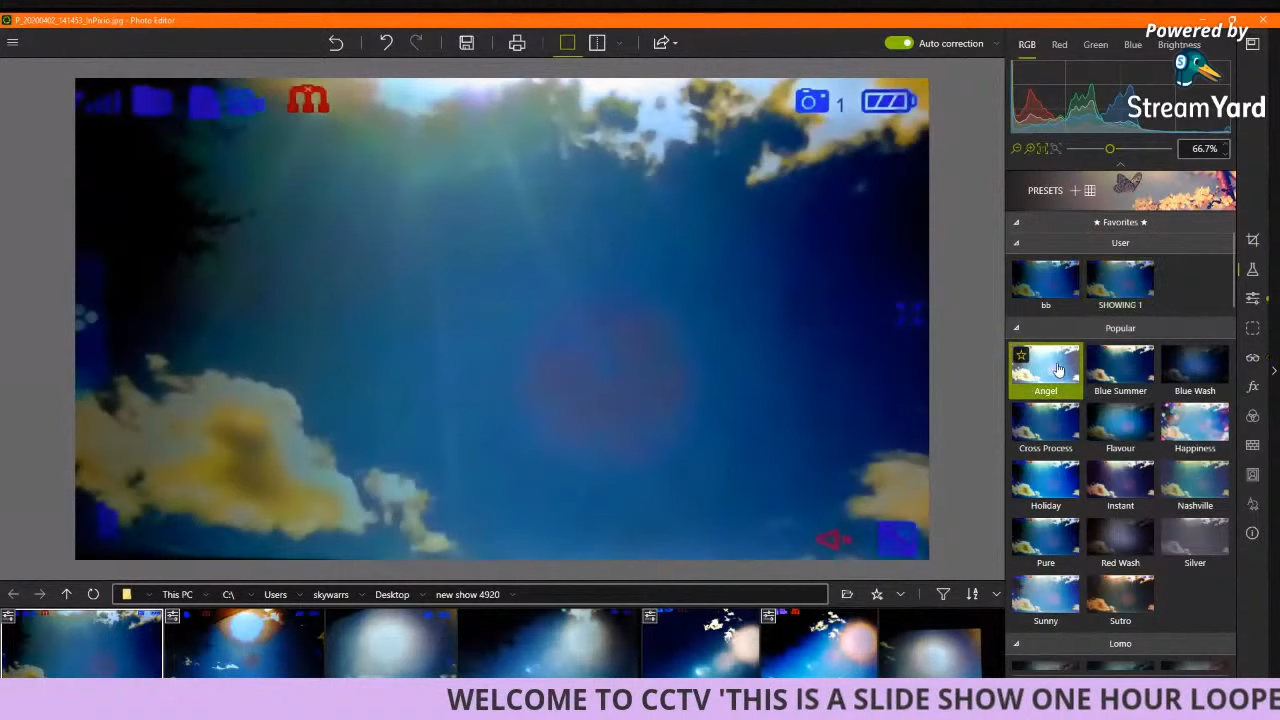 P_20200402_141453_InPixio.jpg - Photo Editor
Auto correction
RGB Red Green Blue Brightness
Powered by
StreamYard
66.7%
PRESETS
★ Favorites ★
User
bb SHOWING 1
Popular
Angel Blue Summer Blue Wash
Cross Process Flavour Happiness
Holiday Instant Nashville
Pure Red Wash Silver
Sunny Sutro
Lomo
m
1
This PC C:\ Users skywarrs Desktop new show 4920
WELCOME TO CCTV 'THIS IS A SLIDE SHOW ONE HOUR LOOPE